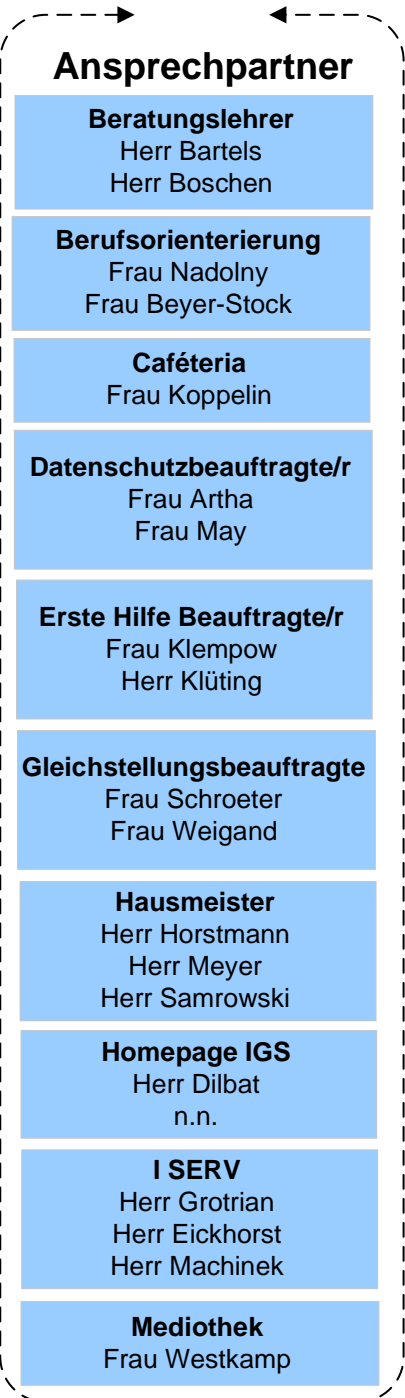 Ansprechpartner
Beratungslehrer
Herr Bartels
Herr Boschen
Berufsorienterierung
Frau Nadolny
Frau Beyer-Stock
Caféteria
Frau Koppelin
Datenschutzbeauftragte/r
Frau Artha
Frau May
Erste Hilfe Beauftragte/r
Frau Klempow
Herr Klüting
Gleichstellungsbeauftragte
Frau Schroeter
Frau Weigand
Hausmeister
Herr Horstmann
Herr Meyer
Herr Samrowski
Homepage IGS
Herr Dilbat
n.n.
I SERV
Herr Grotrian
Herr Eickhorst
Herr Machinek
Mediothek
Frau Westkamp